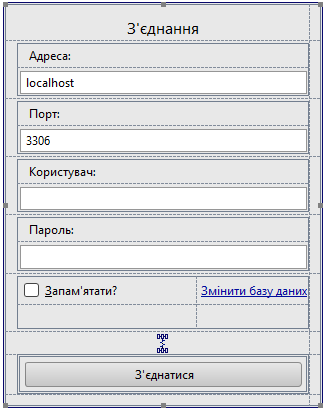 З'єднання
Адреса:
localhost
Порт:
3306
Користувач:
Пароль:
Запам'ятати? Змінити базу даних
З'єднатися